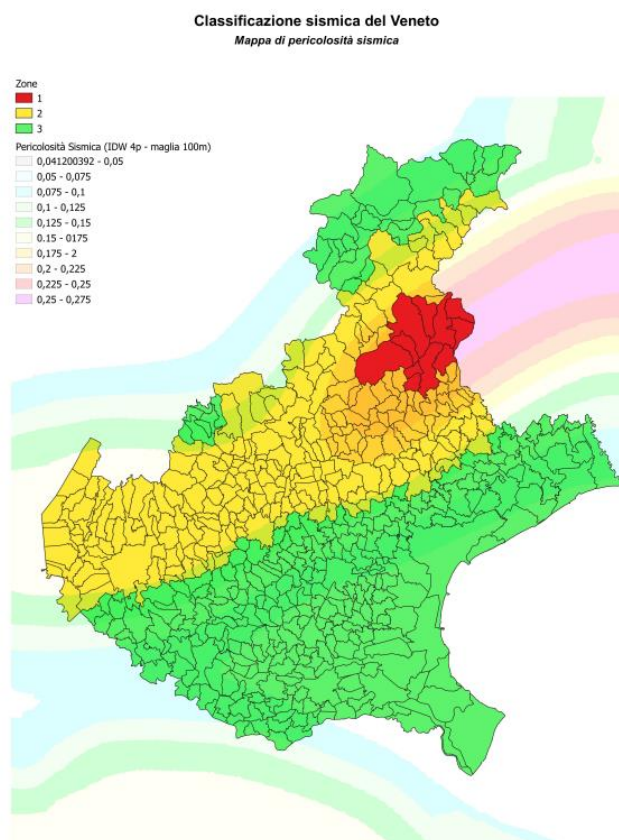 Classificazione sismica del Veneto
Mappa di pericolosità sismica
Zone
1
2
3
Pericolosità Sismica (IDW 4p - maglia 100m)
0,041200392 - 0,05
0,05 - 0,075
0,075 - 0,1
0,1 - 0,125
0,125 - 0,15
0.15 - 0175
0,175 - 2
0,2 - 0,225
0,225 - 0,25
0,25 - 0,275